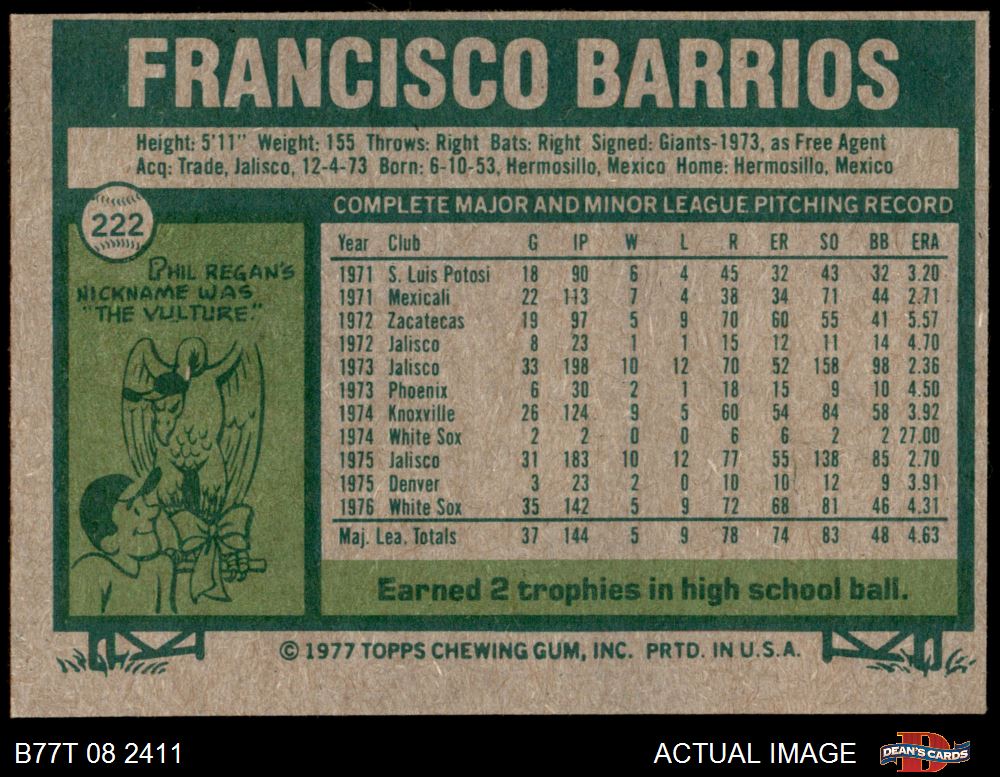 FRANCISCO BARRIOS
Height: 5'11" Weight: 155 Throws: Right Bats: Right Signed: Giants-1973, as Free Agent
Acq: Trade, Jalisco, 12-4-73 Born: 6-10-53, Hermosillo, Mexico Home: Hermosillo, Mexico
222
PHIL REGAN'S
NICKNAME WAS
"THE VULTURE."
COMPLETE MAJOR AND MINOR LEAGUE PITCHING RECORD
Year Club G IP W L R ER SO BB ERA
1971 S. Luis Potosi 18 90 6 4 45 32 43 32 3.20
1971 Mexicali 22 113 7 4 38 34 71 44 2.71
1972 Zacatecas 19 97 5 9 70 60 55 41 5.57
1972 Jalisco 8 23 1 1 15 12 11 14 4.70
1973 Jalisco 33 198 10 12 70 52 158 98 2.36
1973 Phoenix 6 30 2 1 18 15 9 10 4.50
1974 Knoxville 26 124 9 5 60 54 84 58 3.92
1974 White Sox 2 2 0 0 6 6 2 2 27.00
1975 Jalisco 31 183 10 12 77 55 138 85 2.70
1975 Denver 3 23 2 0 10 10 12 9 3.91
1976 White Sox 35 142 5 9 72 68 81 46 4.31
Maj. Lea. Totals 37 144 5 9 78 74 83 48 4.63
Earned 2 trophies in high school ball.
© 1977 TOPPS CHEWING GUM, INC. PRTD. IN U.S.A.
B77T 08 2411
ACTUAL IMAGE
DEAN'S CARDS